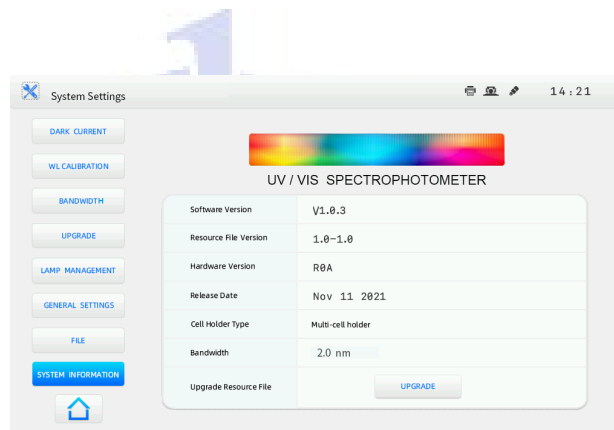 System Settings
14:21
DARK CURRENT
WL CALIBRATION
BANDWIDTH
UPGRADE
LAMP MANAGEMENT
GENERAL SETTINGS
FILE
SYSTEM INFORMATION
UV / VIS SPECTROPHOTOMETER
Software Version V1.0.3
Resource File Version 1.0-1.0
Hardware Version R0A
Release Date Nov 11 2021
Cell Holder Type Multi-cell holder
Bandwidth 2.0 nm
Upgrade Resource File UPGRADE